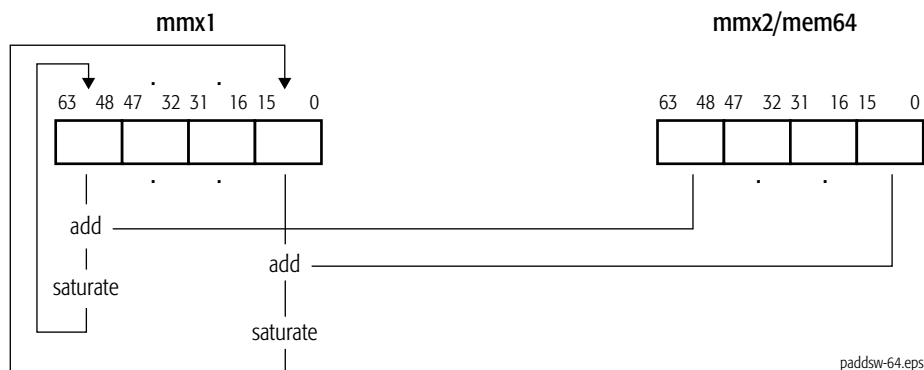 mmx1 mmx2/mem64
. .
63 48 47 32 31 16 15 0 63 48 47 32 31 16 15 0
. . . .
add
add
saturate
saturate
paddsw-64.eps